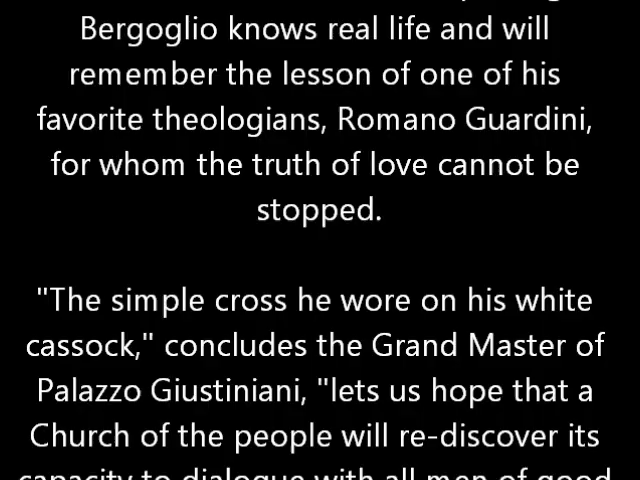 Bergoglio knows real life and will
remember the lesson of one of his
favorite theologians, Romano Guardini,
for whom the truth of love cannot be
stopped.
"The simple cross he wore on his white
cassock," concludes the Grand Master of
Palazzo Giustiniani, "lets us hope that a
Church of the people will re-discover its
capacity to dialogue with all men of good